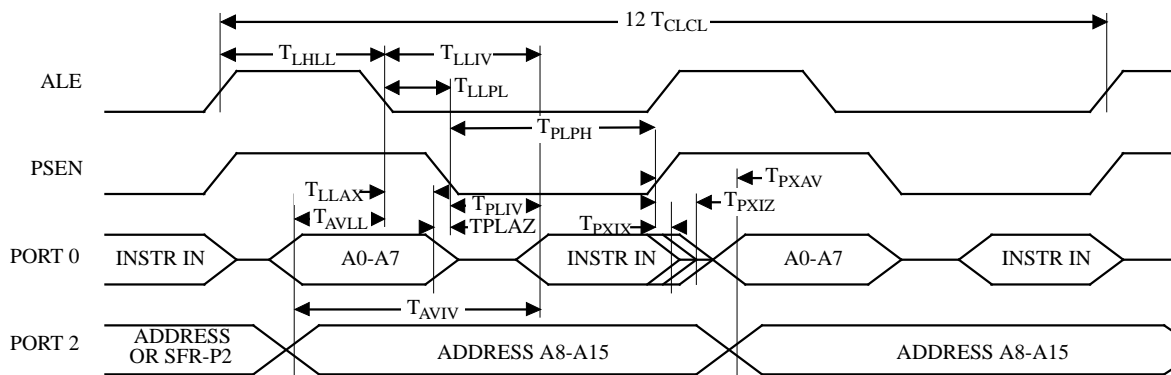 12 TCLCL
TLHLL TLLIV
ALE
TLLPL
TPLPH
PSEN
TLLAX TPXAV
TPLIV TPXIZ
TAVLL TPLAZ TPXIX
PORT 0 INSTR IN A0-A7 INSTR IN A0-A7 INSTR IN
TAVIV
PORT 2 ADDRESS
OR SFR-P2 ADDRESS A8-A15 ADDRESS A8-A15